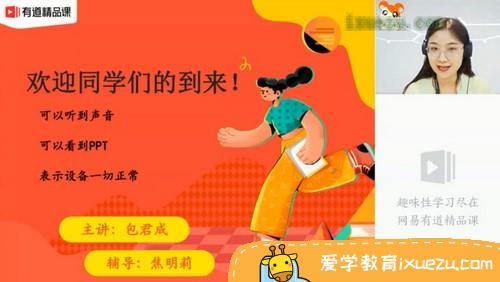 有道精品课
ixuezu.com
欢迎同学们的到来！
可以听到声音
可以看到PPT
表示设备一切正常
主讲：包君成
辅导：焦明莉
趣味性学习尽在
网易有道精品课
爱学教育ixuezu.com